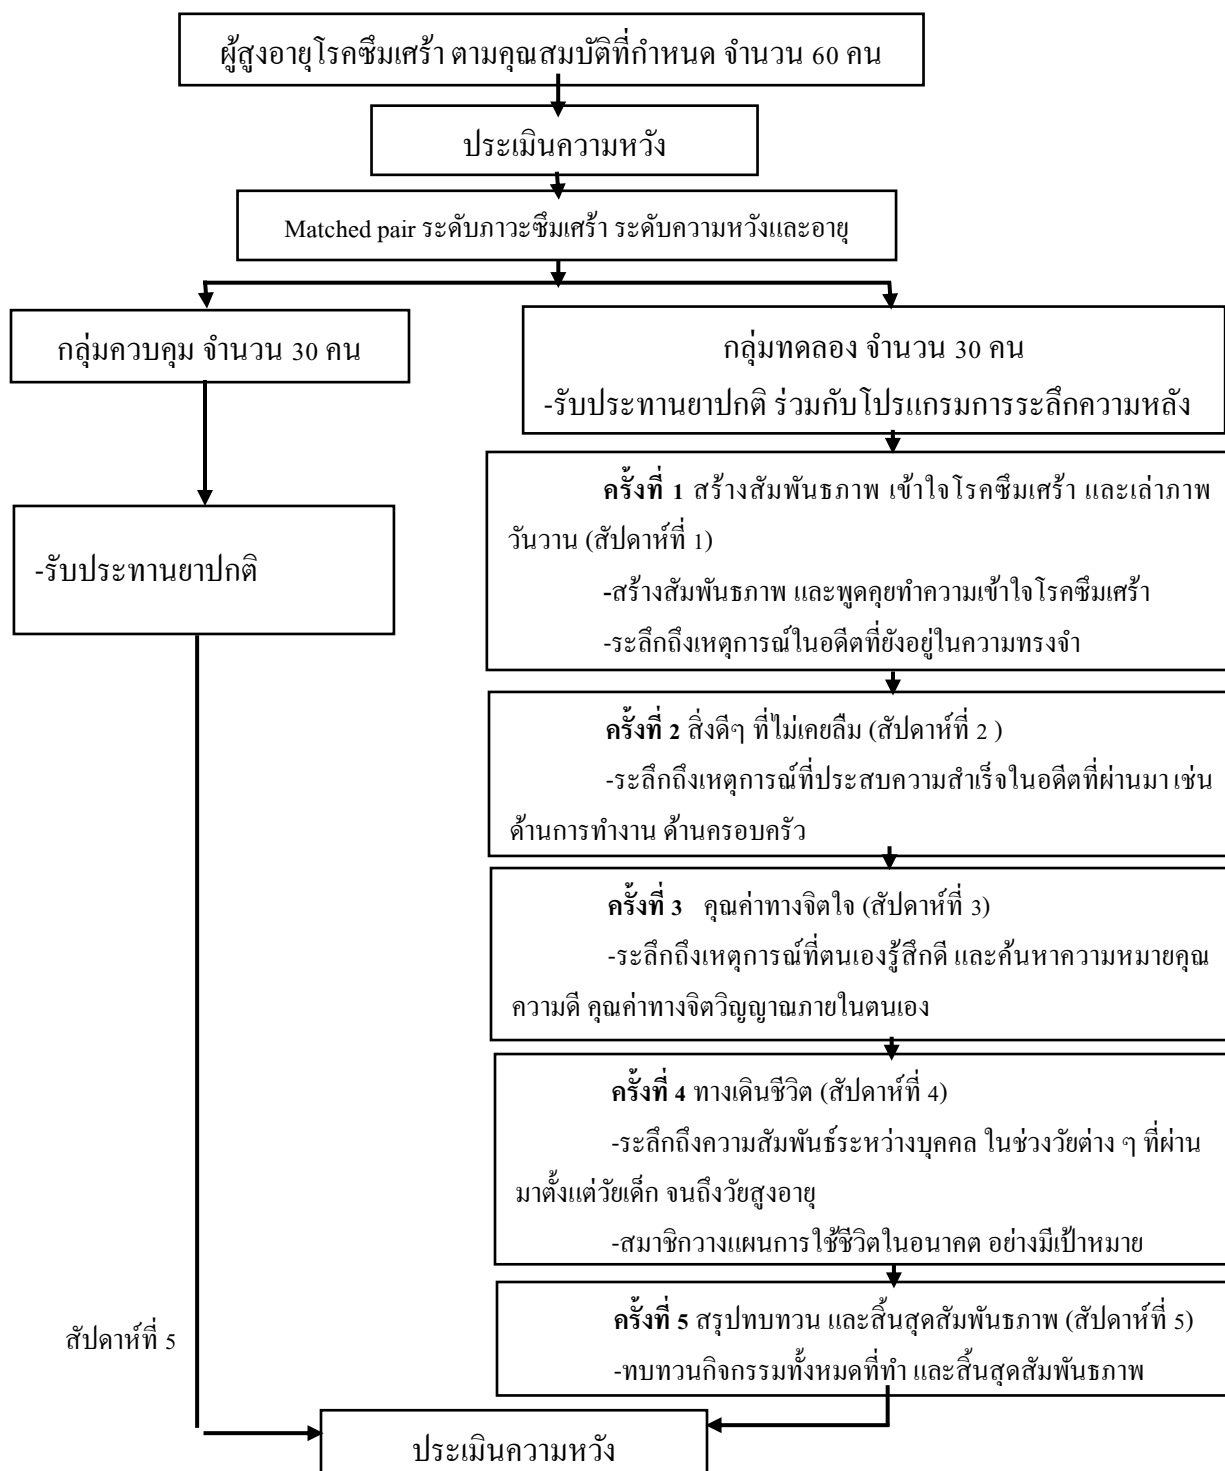 ผู้สูงอายุโรคซึมเศร้า ตามคุณสมบัติที่กำหนด จำนวน 60 คน
ประเมินความหวัง
Matched pair ระดับภาวะซึมเศร้า ระดับความหวังและอายุ
กลุ่มควบคุม จำนวน 30 คน
-รับประทานยาปกติ
กลุ่มทดลอง จำนวน 30 คน
-รับประทานยาปกติ ร่วมกับโปรแกรมการระลึกความหลัง
ครั้งที่ 1 สร้างสัมพันธภาพ เข้าใจโรคซึมเศร้า และเล่าภาพ
วันวาน (สัปดาห์ที่ 1)
-สร้างสัมพันธภาพ และพูดคุยทำความเข้าใจโรคซึมเศร้า
-ระลึกถึงเหตุการณ์ในอดีตที่ยังอยู่ในความทรงจำ
ครั้งที่ 2 สิ่งดีๆ ที่ไม่เคยลืม (สัปดาห์ที่ 2 )
-ระลึกถึงเหตุการณ์ที่ประสบความสำเร็จในอดีตที่ผ่านมา เช่น
ด้านการทำงาน ด้านครอบครัว
ครั้งที่ 3 คุณค่าทางจิตใจ (สัปดาห์ที่ 3)
-ระลึกถึงเหตุการณ์ที่ตนเองรู้สึกดี และค้นหาความหมายคุณ
ความดี คุณค่าทางจิตวิญญาณภายในตนเอง
ครั้งที่ 4 ทางเดินชีวิต (สัปดาห์ที่ 4)
-ระลึกถึงความสัมพันธ์ระหว่างบุคคล ในช่วงวัยต่าง ๆ ที่ผ่าน
มาตั้งแต่วัยเด็ก จนถึงวัยสูงอายุ
-สมาชิกวางแผนการใช้ชีวิตในอนาคต อย่างมีเป้าหมาย
ครั้งที่ 5 สรุปทบทวน และสิ้นสุดสัมพันธภาพ (สัปดาห์ที่ 5)
-ทบทวนกิจกรรมทั้งหมดที่ทำ และสิ้นสุดสัมพันธภาพ
สัปดาห์ที่ 5
ประเมินความหวัง